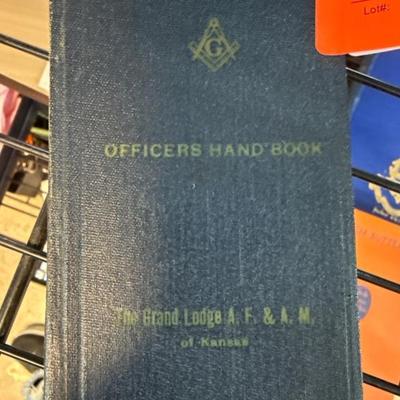 Lot#:
G
OFFICERS HAND BOOK
The Grand Lodge A. F. & A. M.
of Kansas